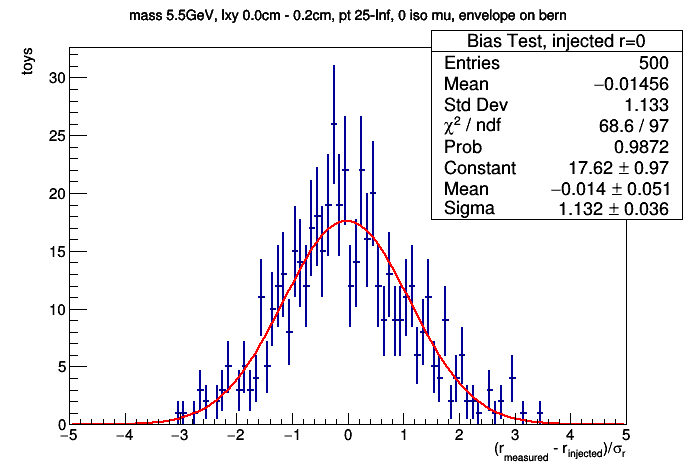 mass 5.5GeV, lxy 0.0cm - 0.2cm, pt 25-Inf, 0 iso mu, envelope on bern
Bias Test, injected r=0
Entries 500
Mean −0.01456
Std Dev 1.133
χ² / ndf 68.6 / 97
Prob 0.9872
Constant 17.62 ± 0.97
Mean −0.014 ± 0.051
Sigma 1.132 ± 0.036
toys
30
25
20
15
10
5
0
−5 −4 −3 −2 −1 0 1 2 3 4 5
(r_measured - r_injected)/σ_r